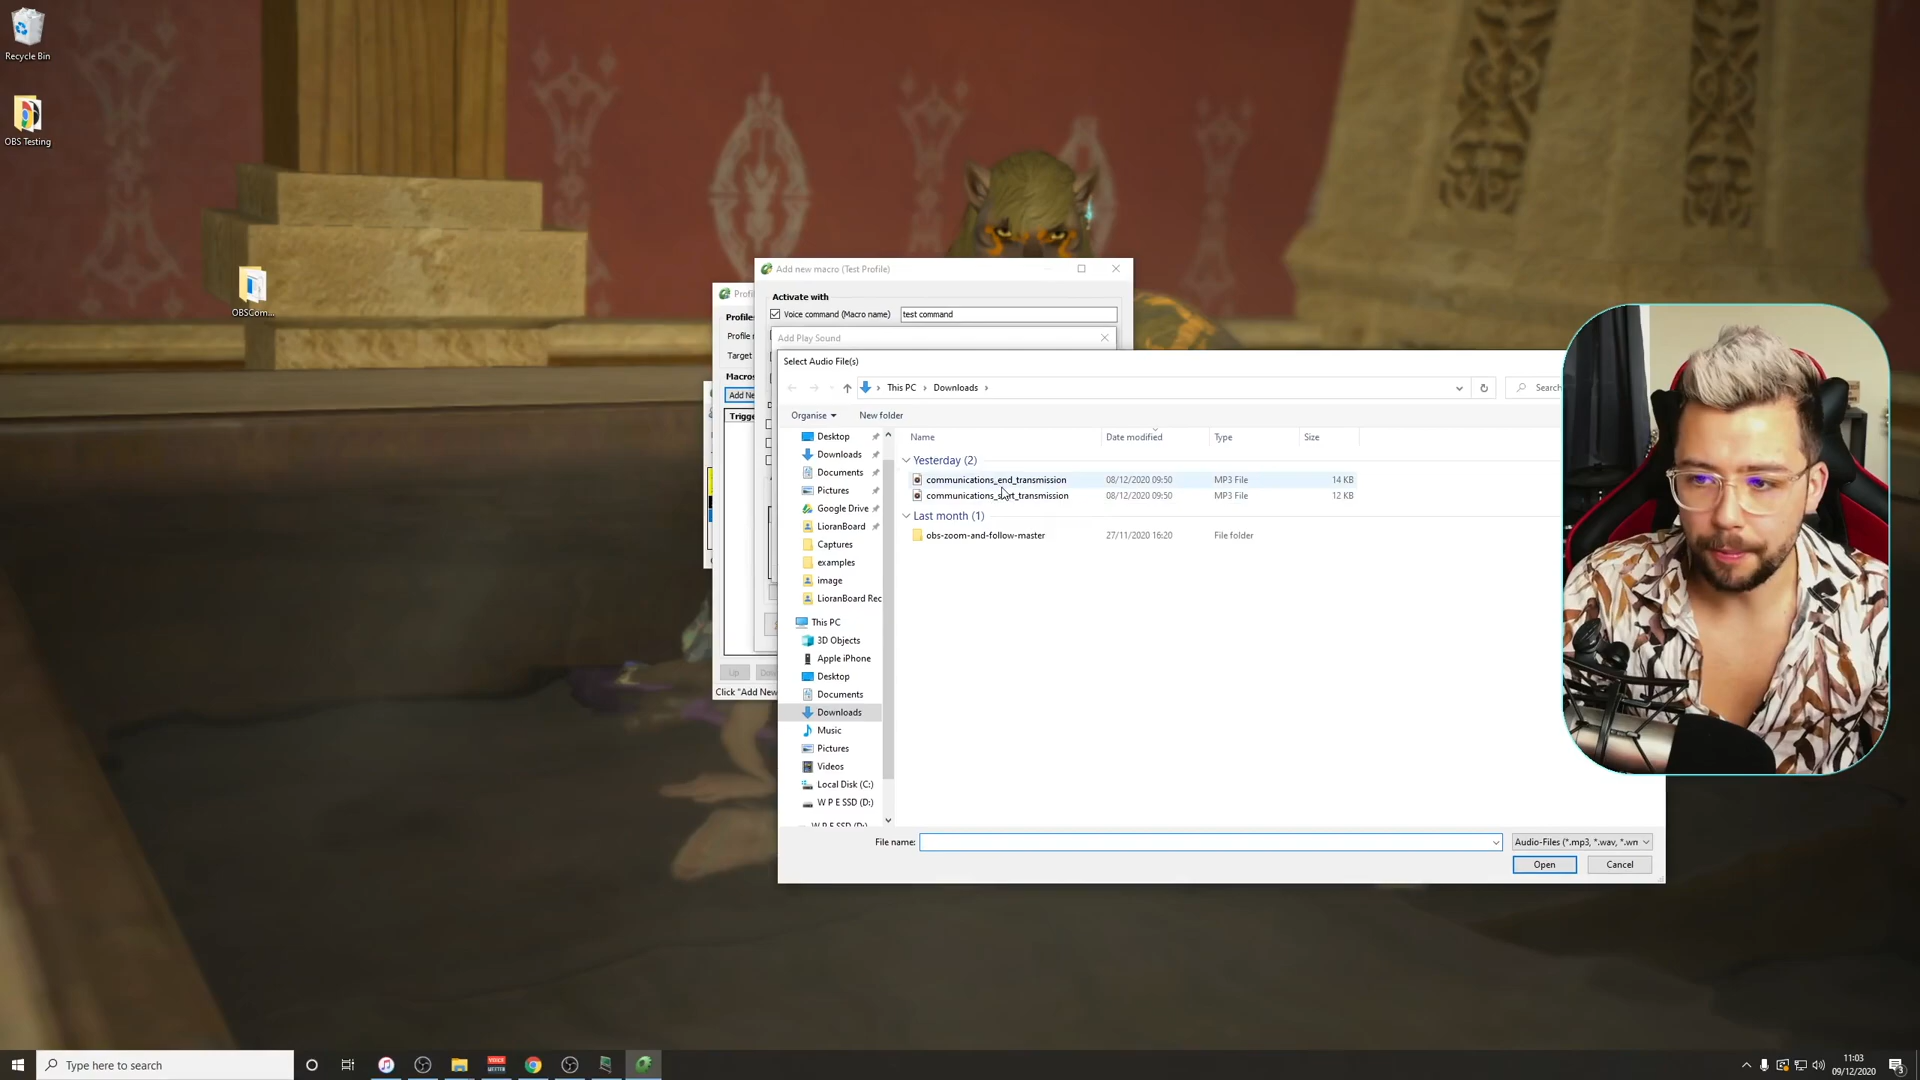 Recycle Bin
OBS Testing
OBSCom...
Add new macro (Test Profile)
Activate with
Voice command (Macro name)
test command
Profil
Profiles
Profile n
Target
Macros
Add Ne
Trigge
Up
Click "Add New
Add Play Sound
Select Audio File(s)
This PC
Downloads
Search
Organise
New folder
Name
Date modified
Type
Size
Desktop
Downloads
Documents
Pictures
Google Drive
LioranBoard
Captures
examples
image
LioranBoard Rec
This PC
3D Objects
Apple iPhone
Desktop
Documents
Downloads
Music
Pictures
Videos
Local Disk (C:)
W P E SSD (D:)
W P E SSD (D:)
Yesterday (2)
communications_end_transmission 08/12/2020 09:50 MP3 File 14 KB
08/12/2020 09:50 MP3 File 12 KB
Last month (1)
obs-zoom-and-follow-master 27/11/2020 16:20 File folder
File name:
Audio-Files (*.mp3, *.wav, *.wn
Open
Cancel
Type here to search
11:03
09/12/2020
3